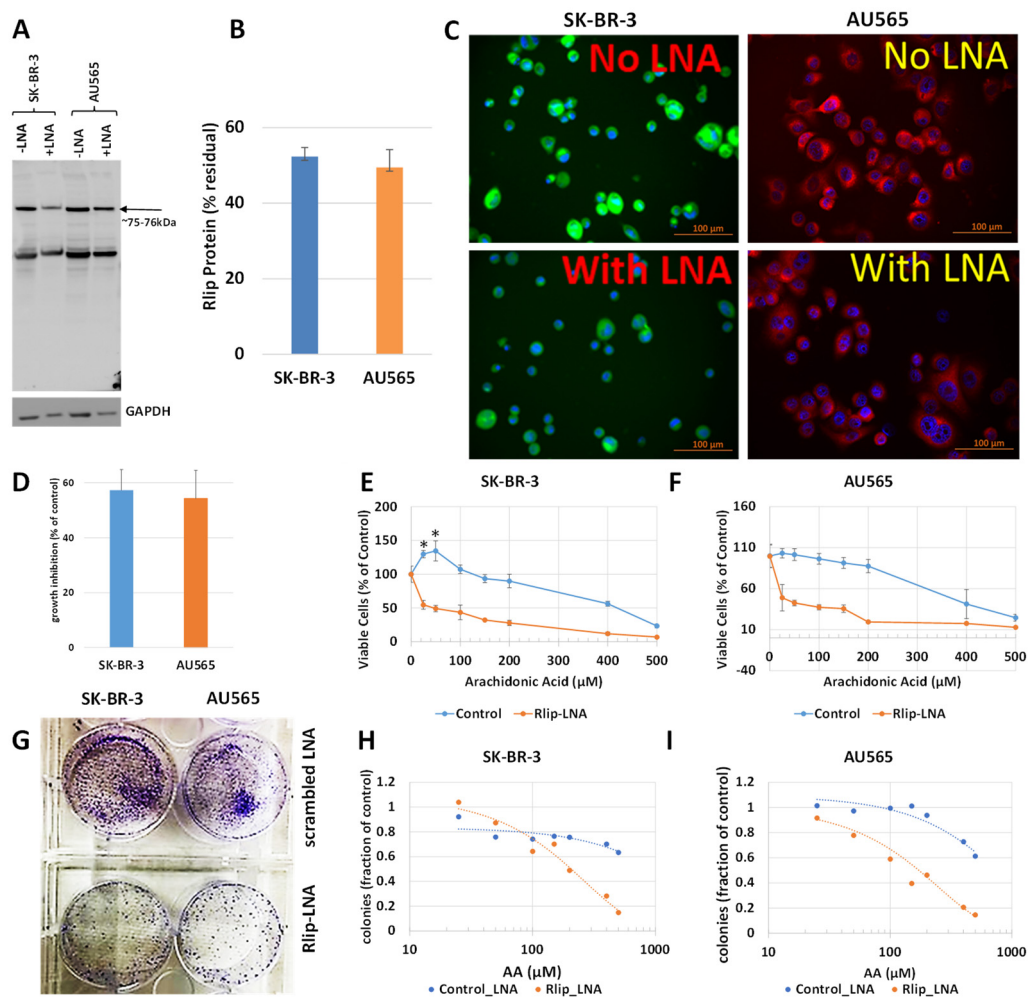 A
SK-BR-3
AU565
-LNA
+LNA
-LNA
+LNA
~75-76kDa
GAPDH
B
Rlip Protein (% residual)
60
40
20
0
SK-BR-3
AU565
C
SK-BR-3
AU565
No LNA
100 µm
No LNA
100 µm
With LNA
100 µm
With LNA
100 µm
D
growth inhibition (% of control)
60
40
20
0
SK-BR-3
AU565
E
SK-BR-3
Viable Cells (% of Control)
200
150
100
50
0
* *
0 100 200 300 400 500
Arachidonic Acid (µM)
Control Rlip-LNA
F
AU565
Viable Cells (% of Control)
160
110
60
10
-40
0 100 200 300 400 500
Arachidonic Acid (µM)
Control Rlip-LNA
G
SK-BR-3 AU565
scrambled LNA
Rlip-LNA
H
SK-BR-3
colonies (fraction of control)
1.2
1
0.8
0.6
0.4
0.2
0
10 100 1000
AA (µM)
Control_LNA Rlip_LNA
I
AU565
colonies (fraction of control)
1.2
1
0.8
0.6
0.4
0.2
0
10 100 1000
AA (µM)
Control_LNA Rlip_LNA